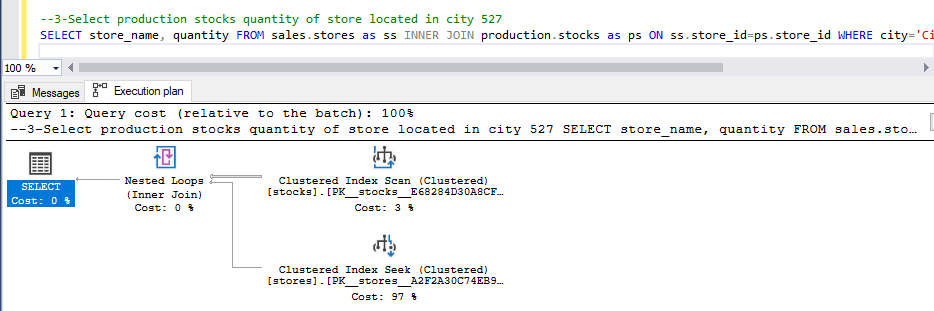 --3-Select production stocks quantity of store located in city 527
SELECT store_name, quantity FROM sales.stores as ss INNER JOIN production.stocks as ps ON ss.store_id=ps.store_id WHERE city='Ci
100 %
Messages
Execution plan
Query 1: Query cost (relative to the batch): 100%
--3-Select production stocks quantity of store located in city 527 SELECT store_name, quantity FROM sales.sto…
SELECT
Cost: 0 %
Nested Loops
(Inner Join)
Cost: 0 %
Clustered Index Scan (Clustered)
[stocks].[PK__stocks__E68284D30A8CF…
Cost: 3 %
Clustered Index Seek (Clustered)
[stores].[PK__stores__A2F2A30C74EB9…
Cost: 97 %